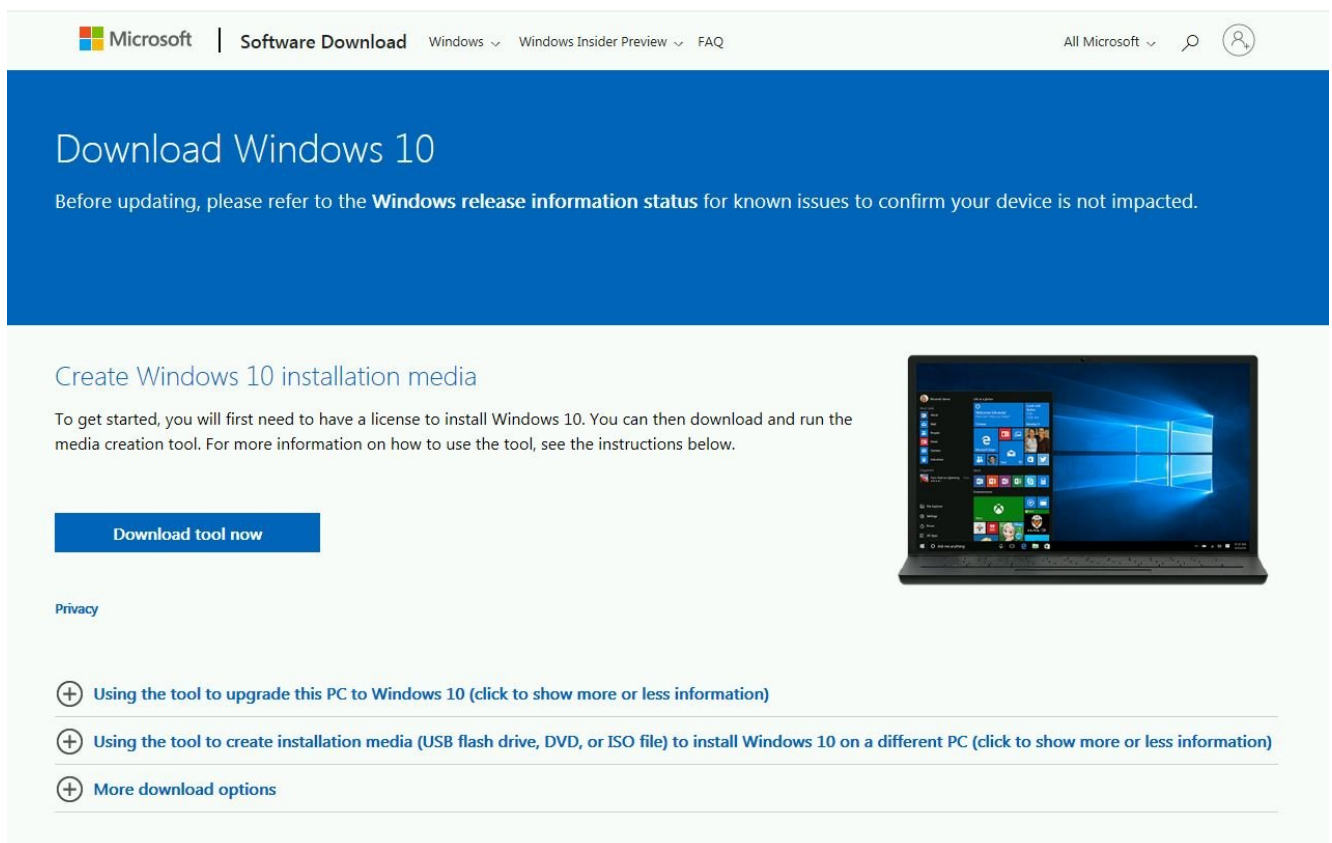 Microsoft Software Download Windows Windows Insider Preview FAQ All Microsoft
Download Windows 10
Before updating, please refer to the Windows release information status for known issues to confirm your device is not impacted.
Create Windows 10 installation media
To get started, you will first need to have a license to install Windows 10. You can then download and run the
media creation tool. For more information on how to use the tool, see the instructions below.
Download tool now
Privacy
Using the tool to upgrade this PC to Windows 10 (click to show more or less information)
Using the tool to create installation media (USB flash drive, DVD, or ISO file) to install Windows 10 on a different PC (click to show more or less information)
More download options